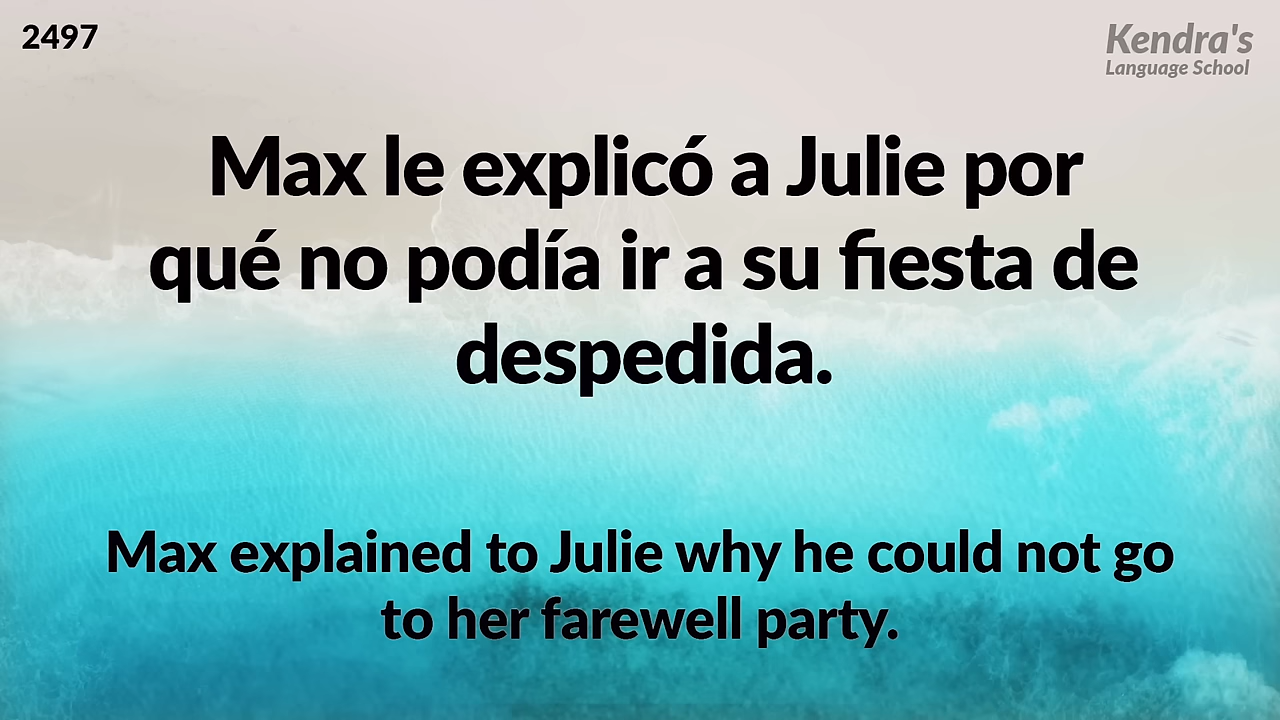 2497
Kendra's
Language School
Max le explicó a Julie por
qué no podía ir a su fiesta de
despedida.
Max explained to Julie why he could not go
to her farewell party.